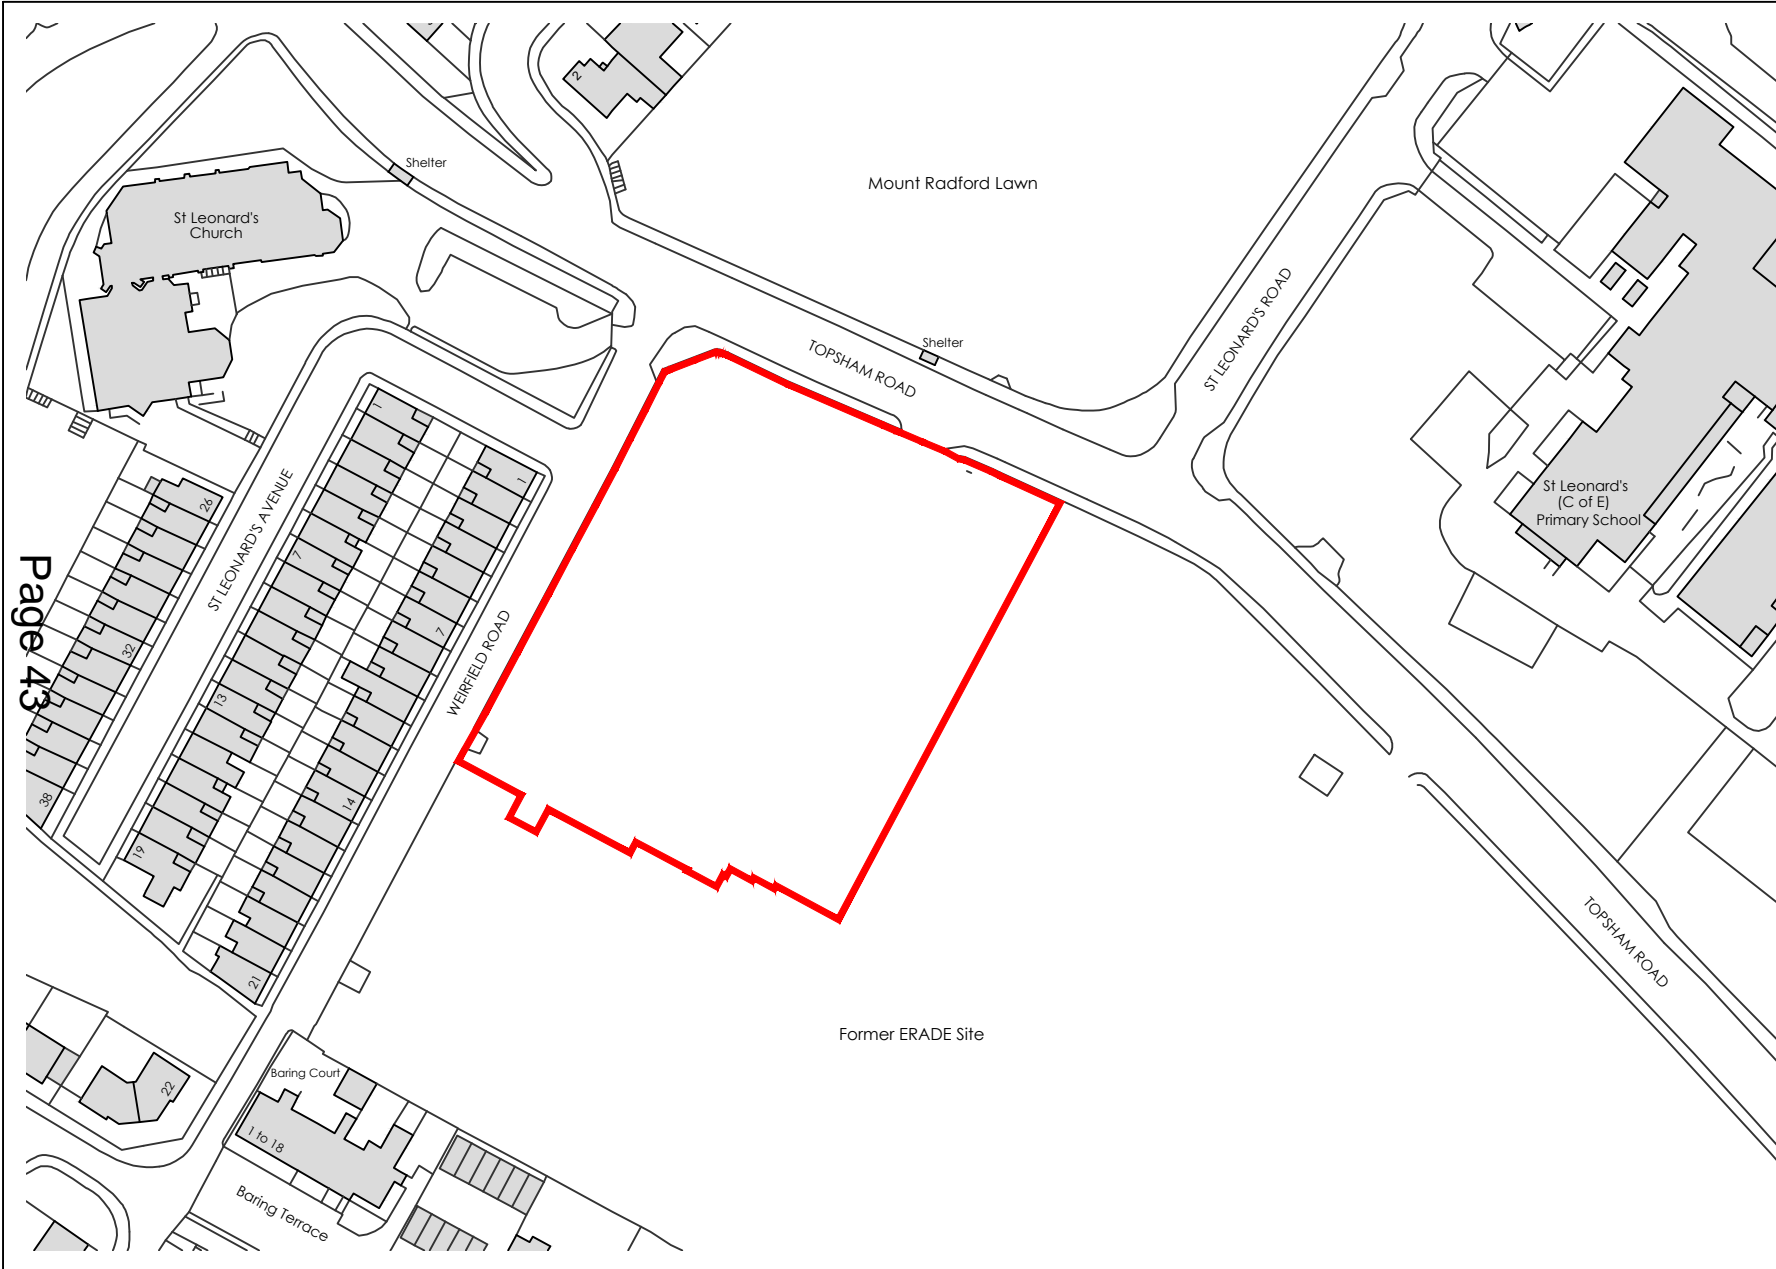 2
Shelter
Mount Radford Lawn
St Leonard's
Church
Shelter
TOPSHAM ROAD
ST LEONARD'S ROAD
1
1
26
ST LEONARD'S AVENUE
7
7
St Leonard's
(C of E)
Primary School
Page 43
32
WEIRFIELD ROAD
13
38
14
19
21
TOPSHAM ROAD
Former ERADE Site
Baring Court
22
1 to 18
Baring Terrace